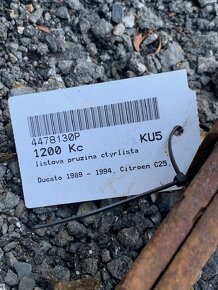 4478130P
1200 Kc
KU5
listova pruzina ctyrlista
Ducato 1989 - 1994, Citroen C25